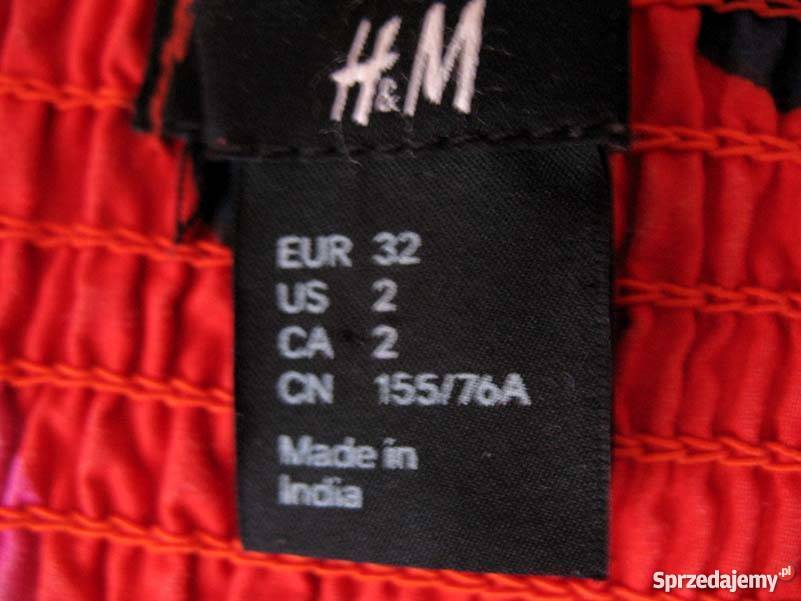 H&M
EUR 32
US 2
CA 2
CN 155/76A
Made in
India
Sprzedajemy.pl